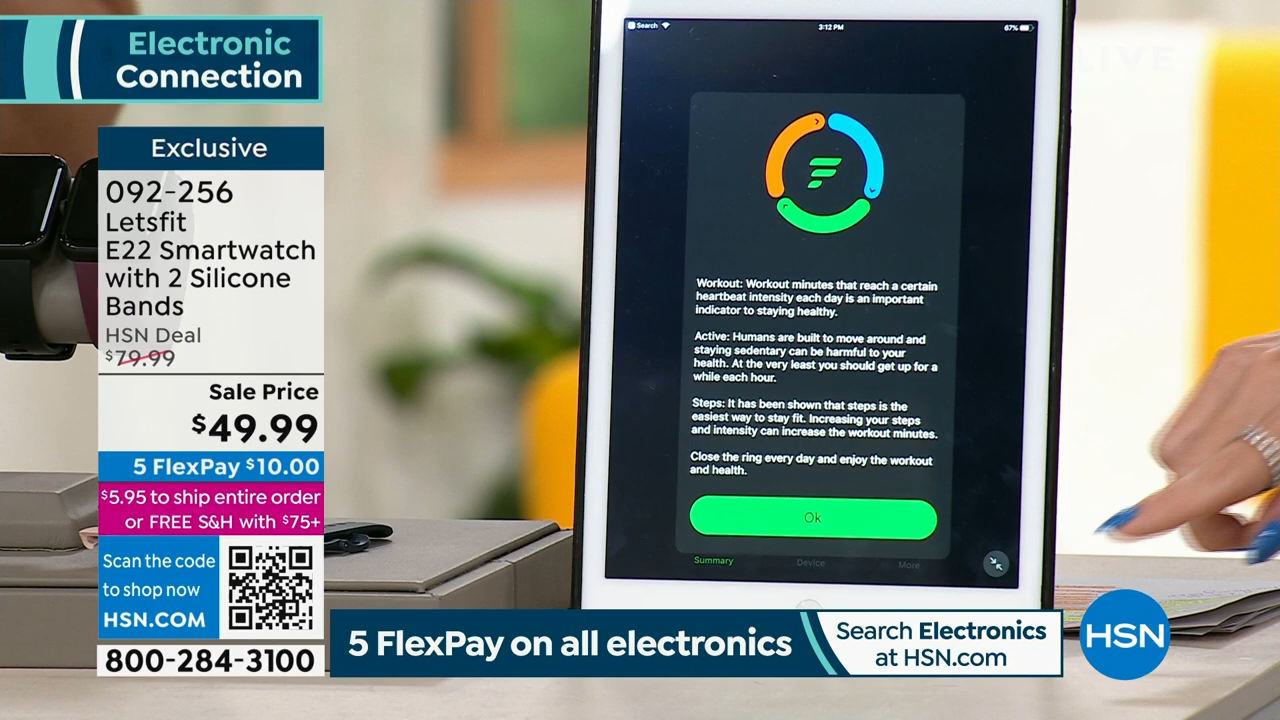 Electronic
Connection
Exclusive
092-256
Letsfit
E22 Smartwatch
with 2 Silicone
Bands
HSN Deal
$79.99
Sale Price
$49.99
5 FlexPay $10.00
$5.95 to ship entire order
or FREE S&H with $75+
Scan the code
to shop now
HSN.COM
800-284-3100
Search
3:12 PM
67%
LIVE
Workout: Workout minutes that reach a certain
heartbeat intensity each day is an important
indicator to staying healthy.
Active: Humans are built to move around and
staying sedentary can be harmful to your
health. At the very least you should get up for a
while each hour.
Steps: It has been shown that steps is the
easiest way to stay fit. Increasing your steps
and intensity can increase the workout minutes.
Close the ring every day and enjoy the workout
and health.
Ok
Summary
Device
More
5 FlexPay on all electronics
Search Electronics
at HSN.com
HSN